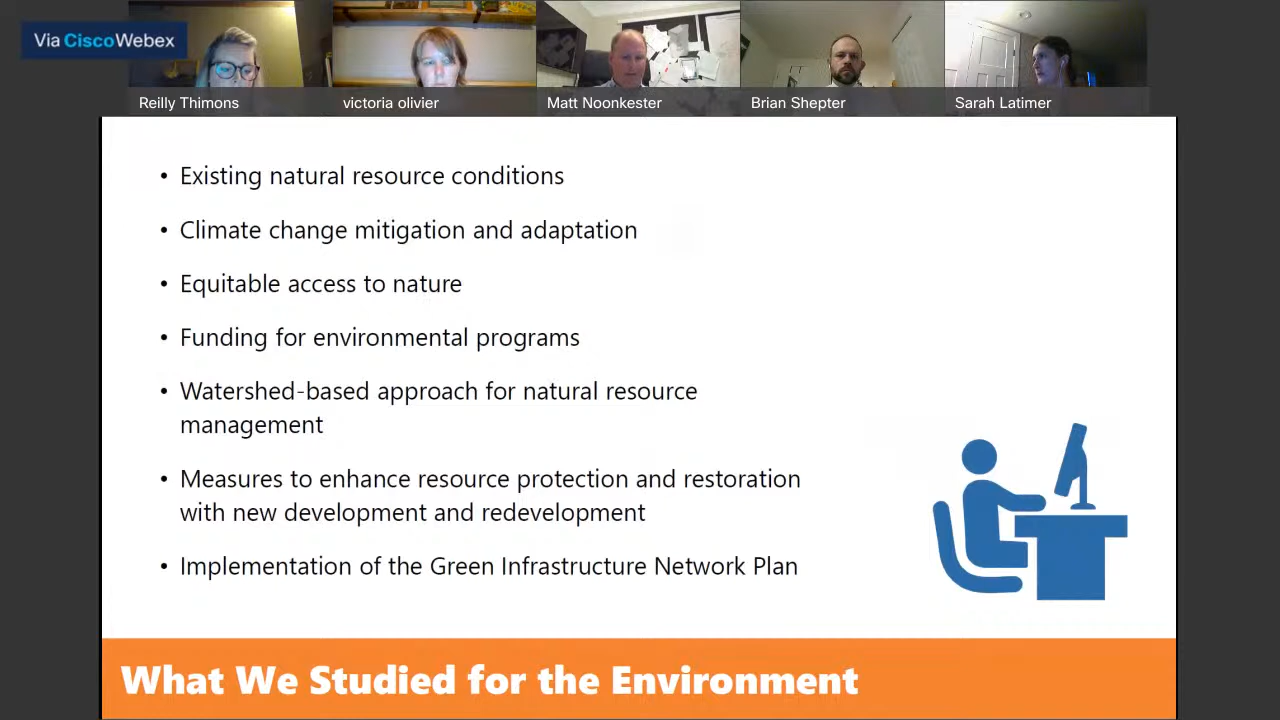 Via CiscoWebex
Reilly Thimons
victoria olivier
Matt Noonkester
Brian Shepter
Sarah Latimer
• Existing natural resource conditions
• Climate change mitigation and adaptation
• Equitable access to nature
• Funding for environmental programs
• Watershed-based approach for natural resource
management
• Measures to enhance resource protection and restoration
with new development and redevelopment
• Implementation of the Green Infrastructure Network Plan
What We Studied for the Environment